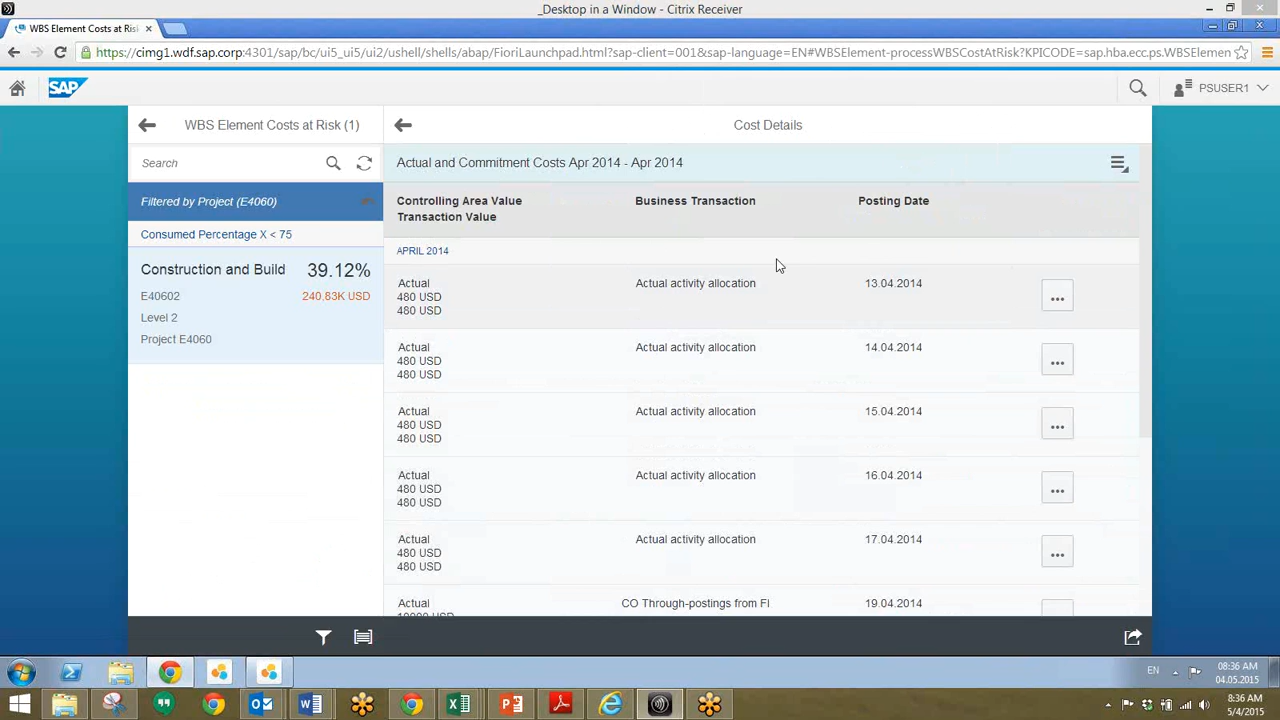 _Desktop in a Window - Citrix Receiver
WBS Element Costs at Ris
https://cimg1.wdf.sap.corp:4301/sap/bc/ui5_ui5/ui2/ushell/shells/abap/FioriLaunchpad.html?sap-client=001&sap-language=EN#WBSElement-processWBSCostAtRisk?KPICODE=sap.hba.ecc.ps.WBSElemen
SAP
PSUSER1
WBS Element Costs at Risk (1)
Cost Details
Search
Actual and Commitment Costs Apr 2014 - Apr 2014
Filtered by Project (E4060)
Controlling Area Value
Transaction Value
Business Transaction
Posting Date
Consumed Percentage X < 75
APRIL 2014
Construction and Build
39.12%
E40602
240.83K USD
Level 2
Project E4060
Actual
480 USD
480 USD
Actual activity allocation
13.04.2014
Actual
480 USD
480 USD
Actual activity allocation
14.04.2014
Actual
480 USD
480 USD
Actual activity allocation
15.04.2014
Actual
480 USD
480 USD
Actual activity allocation
16.04.2014
Actual
480 USD
480 USD
Actual activity allocation
17.04.2014
Actual
CO Through-postings from FI
19.04.2014
EN
08:36 AM
04.05.2015
8:36 AM
5/4/2015